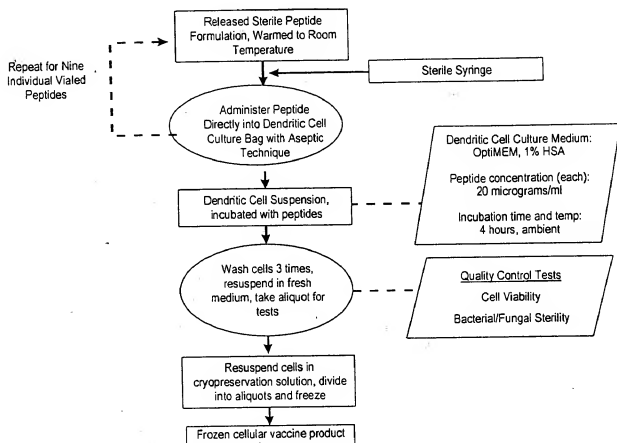 Released Sterile Peptide
Formulation, Warmed to Room
Temperature
Repeat for Nine
Individual Vialed
Peptides
Sterile Syringe
Administer Peptide
Directly into Dendritic Cell
Culture Bag with Aseptic
Technique
Dendritic Cell Culture Medium:
OptiMEM, 1% HSA
Peptide concentration (each):
20 micrograms/ml
Incubation time and temp:
4 hours, ambient
Dendritic Cell Suspension,
incubated with peptides
Wash cells 3 times,
resuspend in fresh
medium, take aliquot for
tests
Quality Control Tests
Cell Viability
Bacterial/Fungal Sterility
Resuspend cells in
cryopreservation solution, divide
into aliquots and freeze
Frozen cellular vaccine product